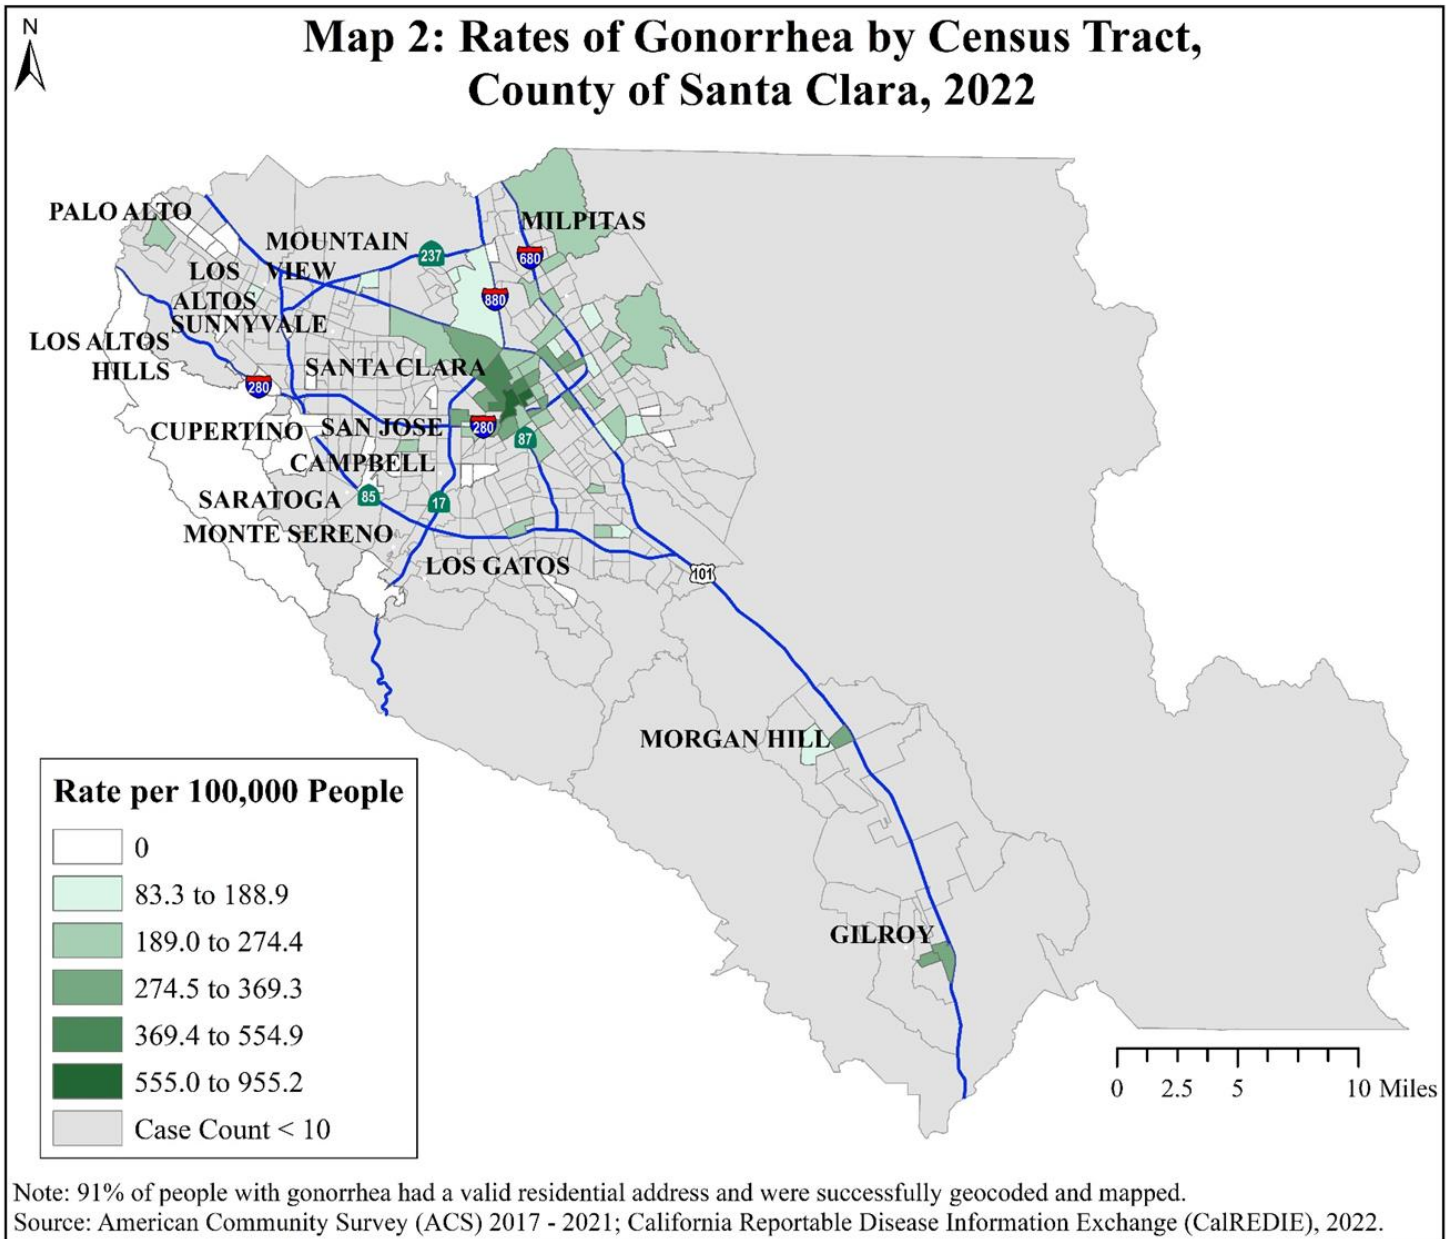 N
Map 2: Rates of Gonorrhea by Census Tract,
County of Santa Clara, 2022
PALO ALTO
MILPITAS
MOUNTAIN
VIEW
237
680
LOS
ALTOS
880
SUNNYVALE
LOS ALTOS
HILLS
SANTA CLARA
280
CUPERTINO
SAN JOSE
280
87
CAMPBELL
SARATOGA
85
17
MONTE SERENO
LOS GATOS
101
MORGAN HILL
GILROY
Rate per 100,000 People
0
83.3 to 188.9
189.0 to 274.4
274.5 to 369.3
369.4 to 554.9
555.0 to 955.2
Case Count < 10
0 2.5 5 10 Miles
Note: 91% of people with gonorrhea had a valid residential address and were successfully geocoded and mapped.
Source: American Community Survey (ACS) 2017 - 2021; California Reportable Disease Information Exchange (CalREDIE), 2022.